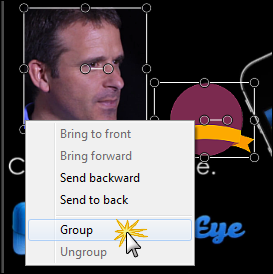 Bring to front
Bring forward
Send backward
Send to back
C e.
Group
Eye
Ungroup